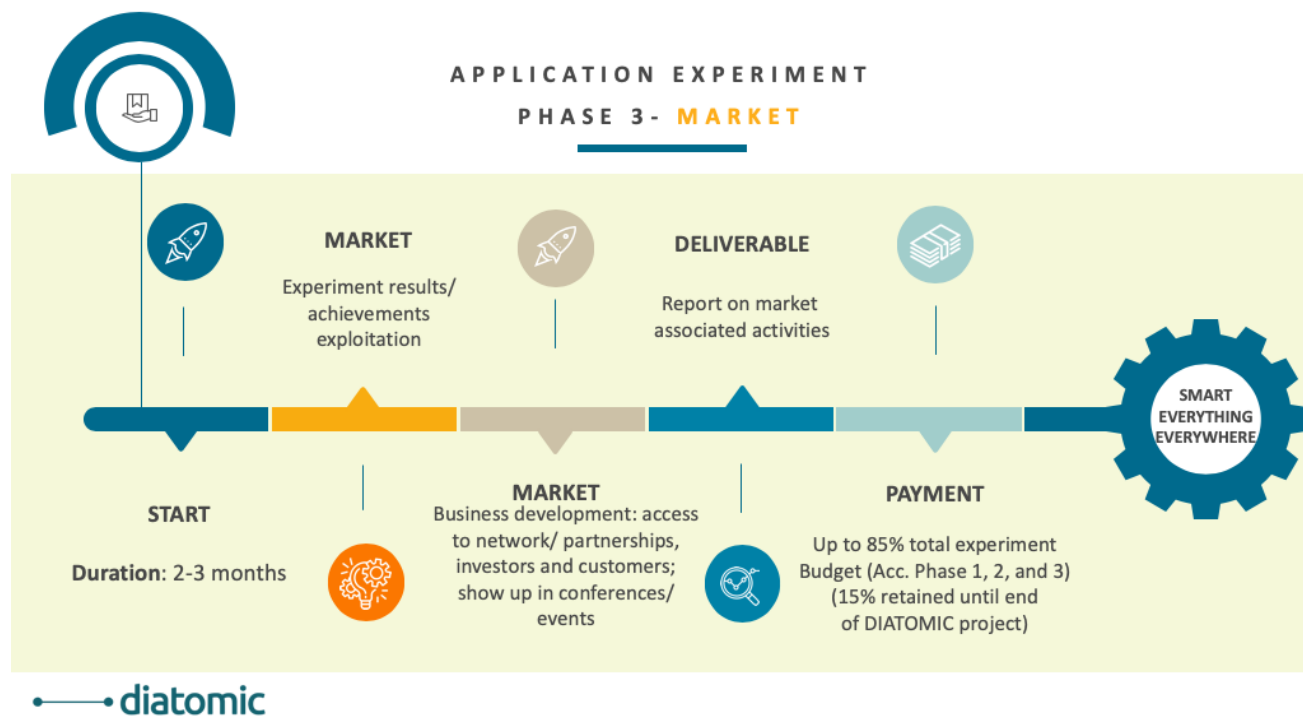 APPLICATION EXPERIMENT
PHASE 3- MARKET
MARKET
Experiment results/
achievements
exploitation
DELIVERABLE
Report on market
associated activities
SMART
EVERYTHING
EVERYWHERE
START
Duration: 2-3 months
MARKET
Business development: access
to network/ partnerships,
investors and customers;
show up in conferences/
events
PAYMENT
Up to 85% total experiment
Budget (Acc. Phase 1, 2, and 3)
(15% retained until end
of DIATOMIC project)
diatomic